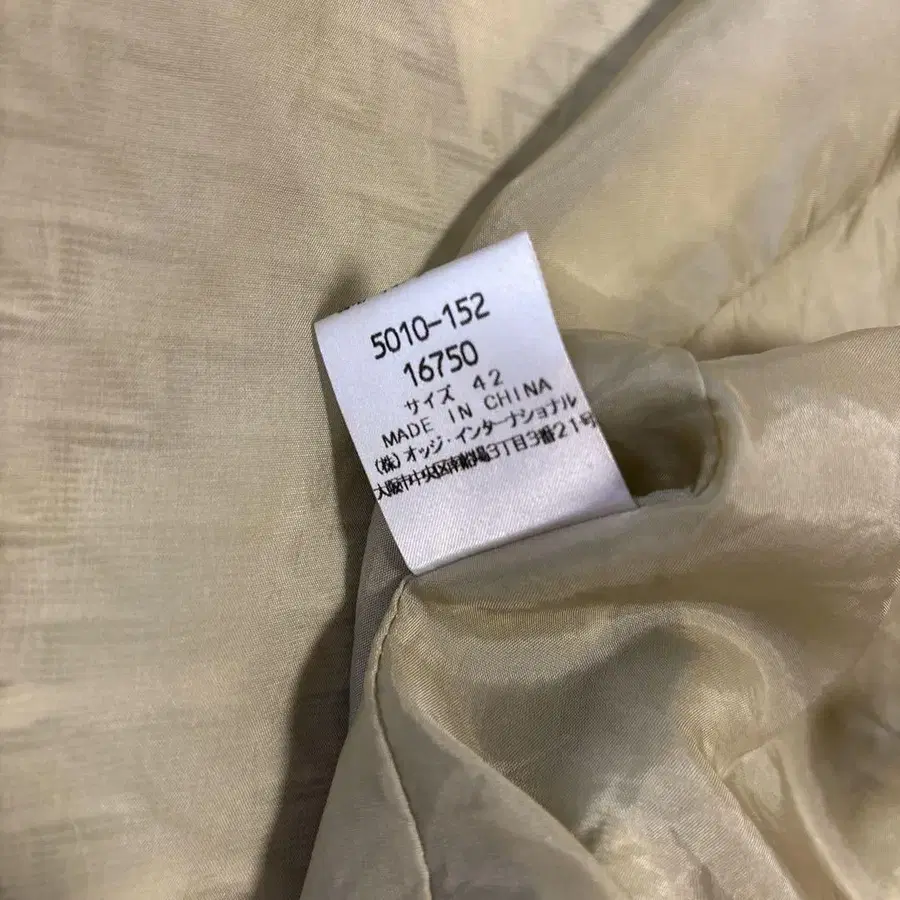 5010-152
16750
サイズ 42
MADE IN CHINA
(株)オッジ・インターナショナル
大阪市中央区南船場3丁目3番21号